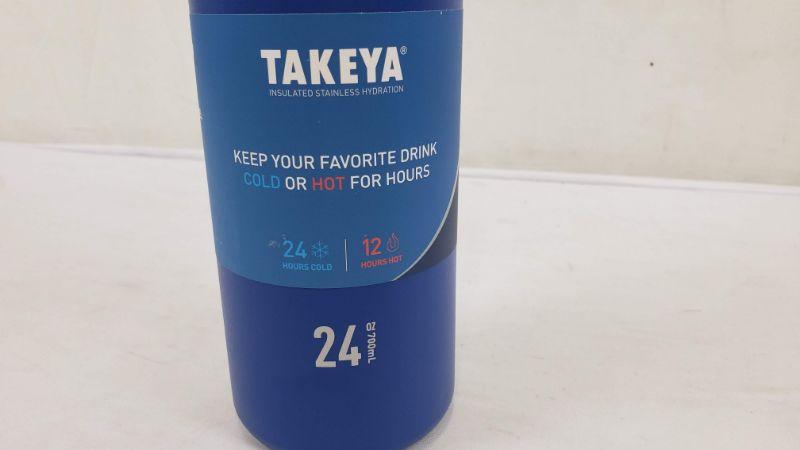 TAKEYA®
INSULATED STAINLESS HYDRATION
KEEP YOUR FAVORITE DRINK
COLD OR HOT FOR HOURS
24 HOURS COLD
12 HOURS HOT
24 OZ 700mL